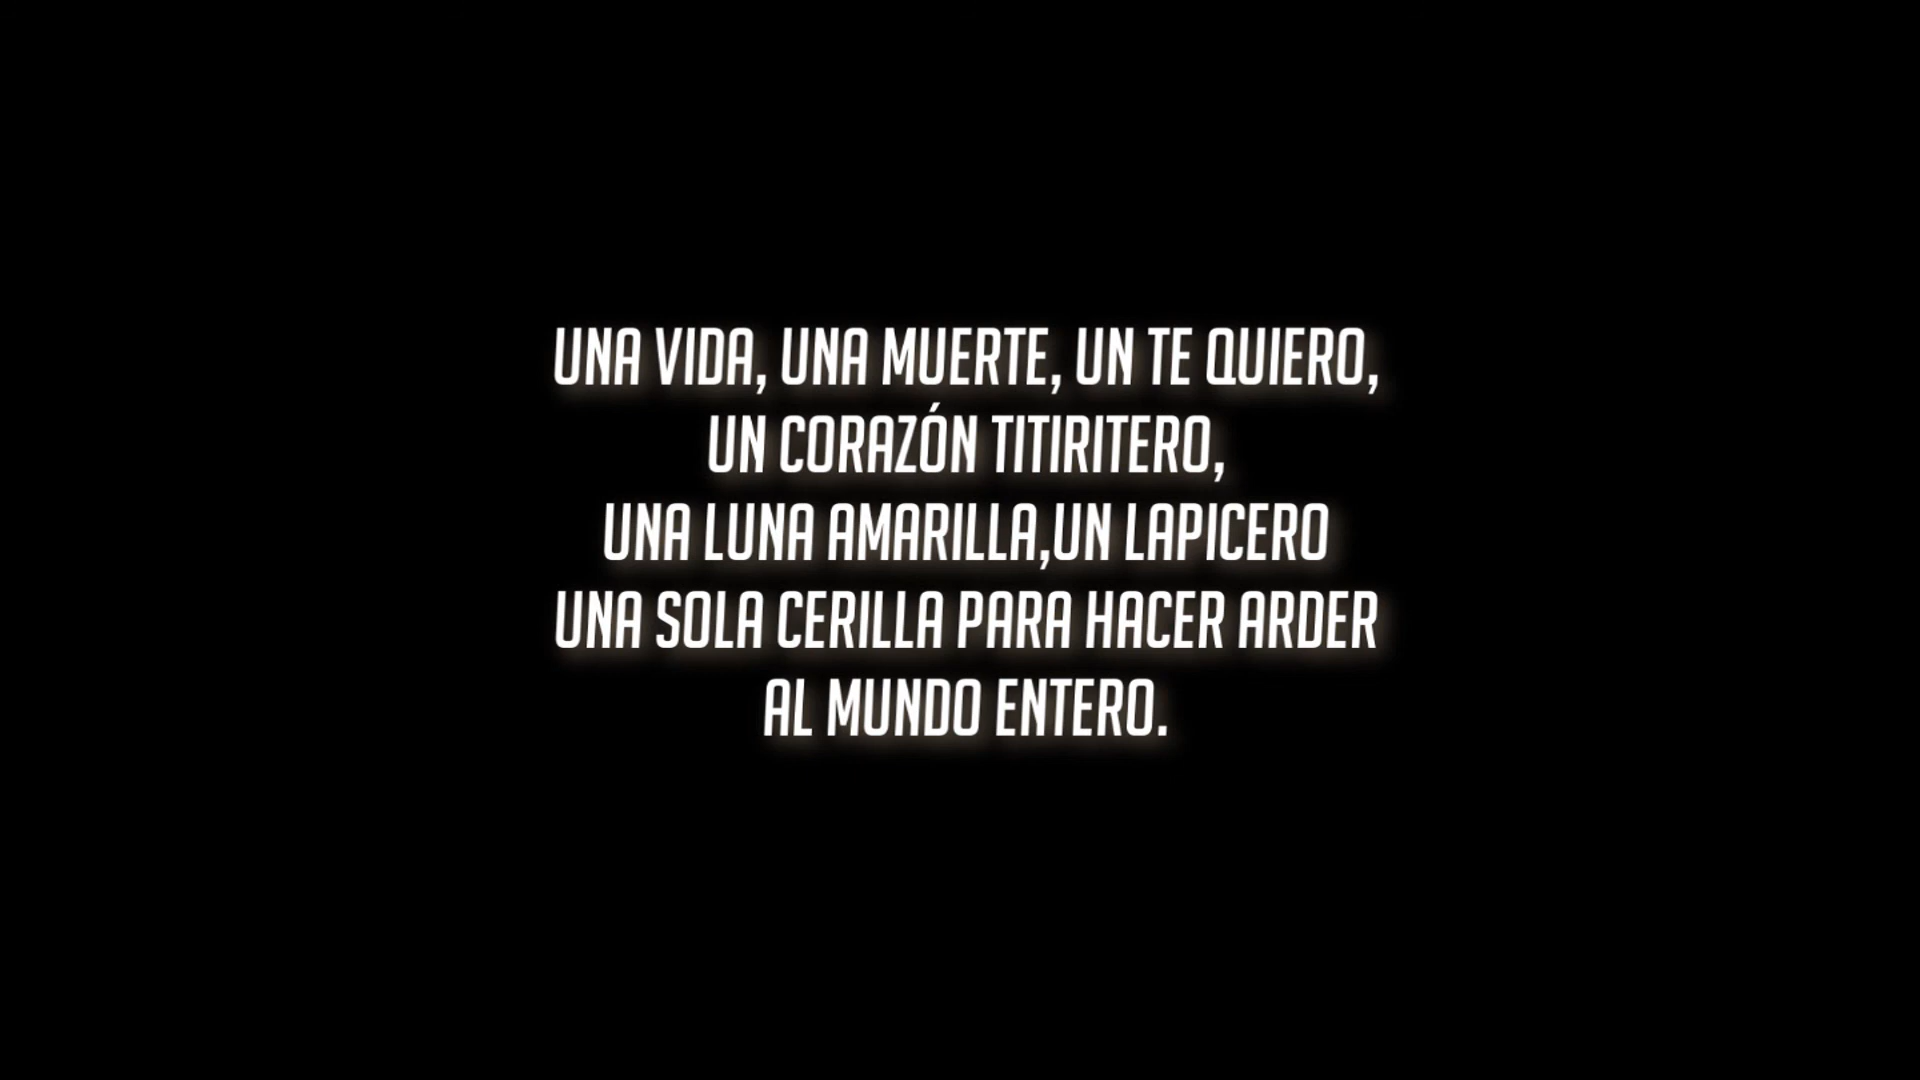 UNA VIDA, UNA MUERTE, UN TE QUIERO,
UN CORAZÓN TITIRITERO,
UNA LUNA AMARILLA,UN LAPICERO
UNA SOLA CERILLA PARA HACER ARDER
AL MUNDO ENTERO.